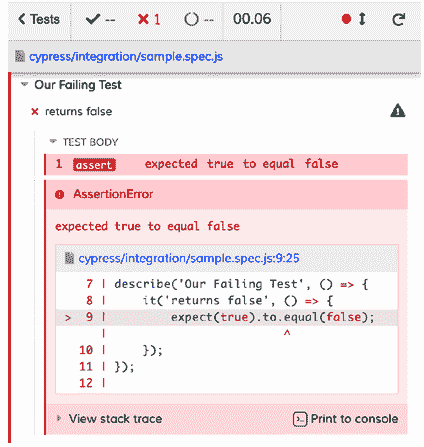 < Tests ✓ -- ✗ 1 ◯ -- 00.06
cypress/integration/sample.spec.js
Our Failing Test
✗ returns false
TEST BODY
1 assert expected true to equal false
AssertionError
expected true to equal false
cypress/integration/sample.spec.js:9:25
7 | describe('Our Failing Test', () => {
8 |     it('returns false', () => {
> 9 |         expect(true).to.equal(false);
|                         ^
10 |     });
11 | });
12 |
View stack trace Print to console